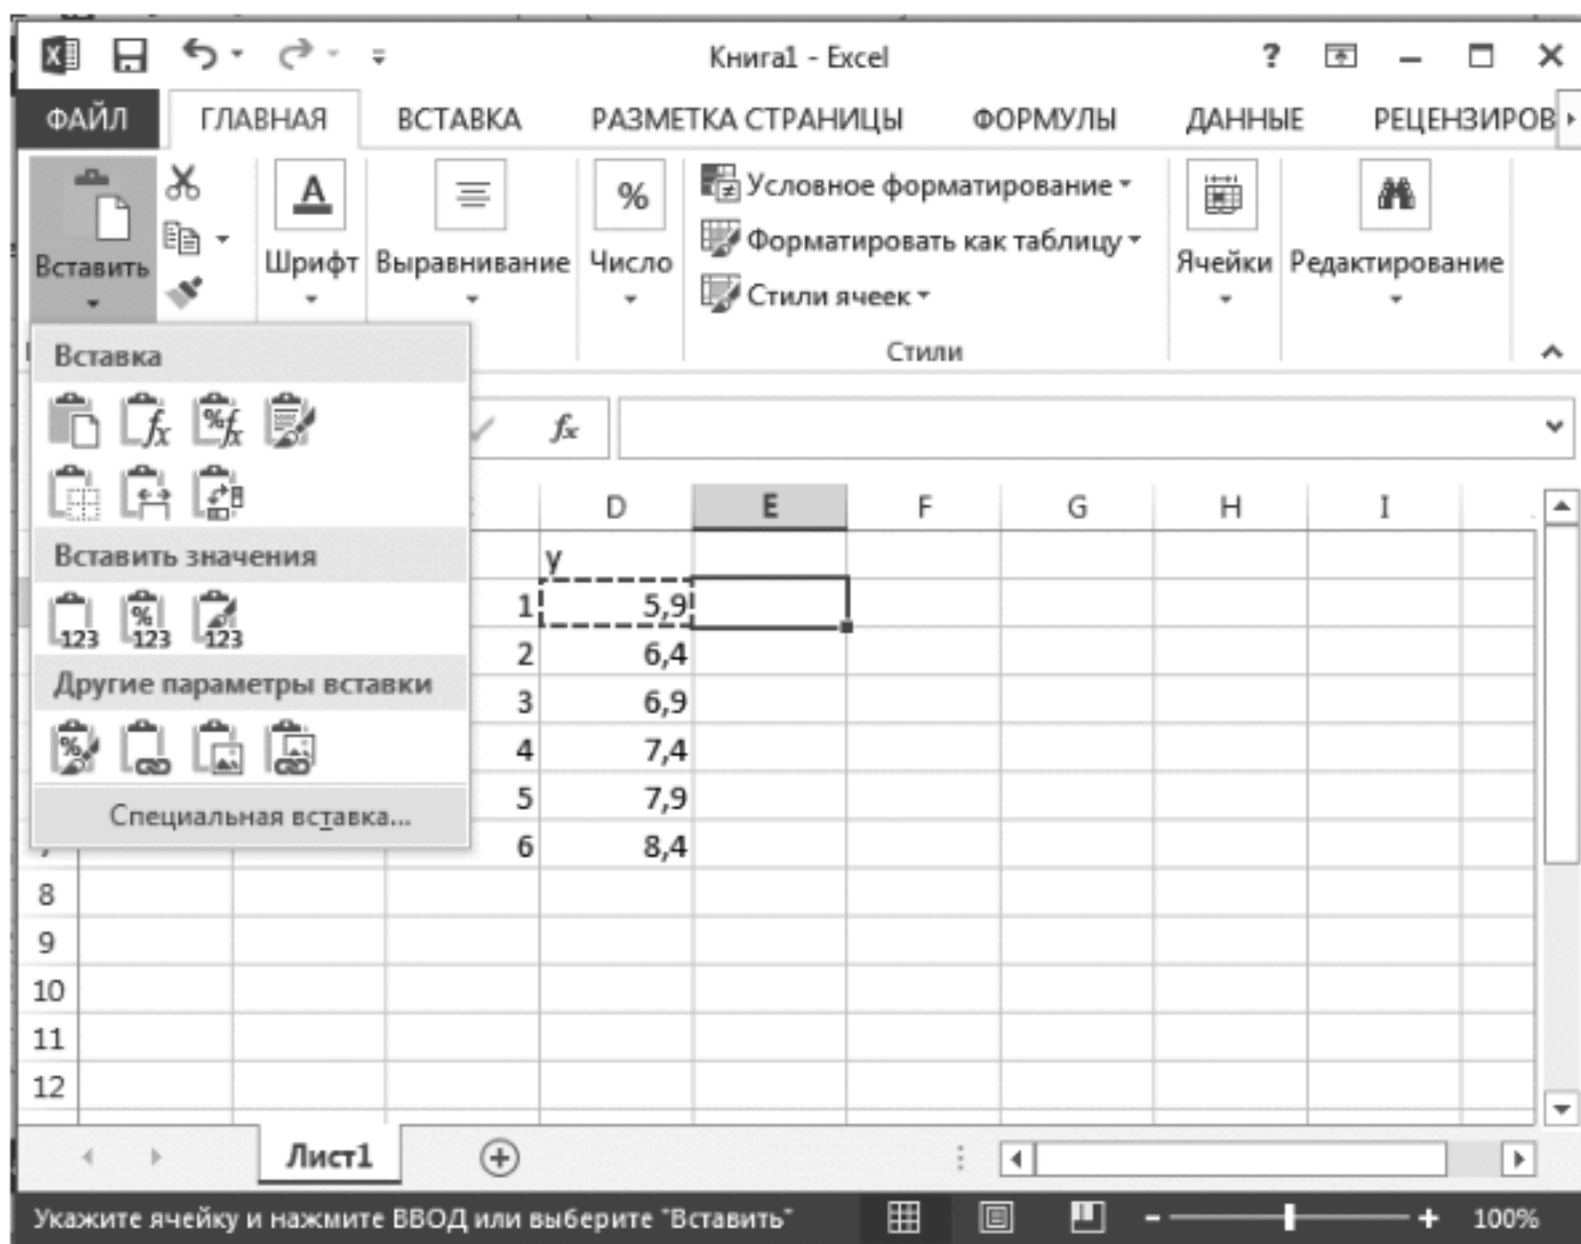 Книга1 - Excel
ФАЙЛ ГЛАВНАЯ ВСТАВКА РАЗМЕТКА СТРАНИЦЫ ФОРМУЛЫ ДАННЫЕ РЕЦЕНЗИРОВ
Вставить Шрифт Выравнивание Число Условное форматирование Ячейки Редактирование
Форматировать как таблицу
Стили ячеек
Стили
Вставка
fx
D E F G H I
Вставить значения
y
1 5,9
123 123 123
2 6,4
Другие параметры вставки
3 6,9
4 7,4
5 7,9
Специальная вставка...
6 8,4
8
9
10
11
12
Лист1
Укажите ячейку и нажмите ВВОД или выберите "Вставить" 100%